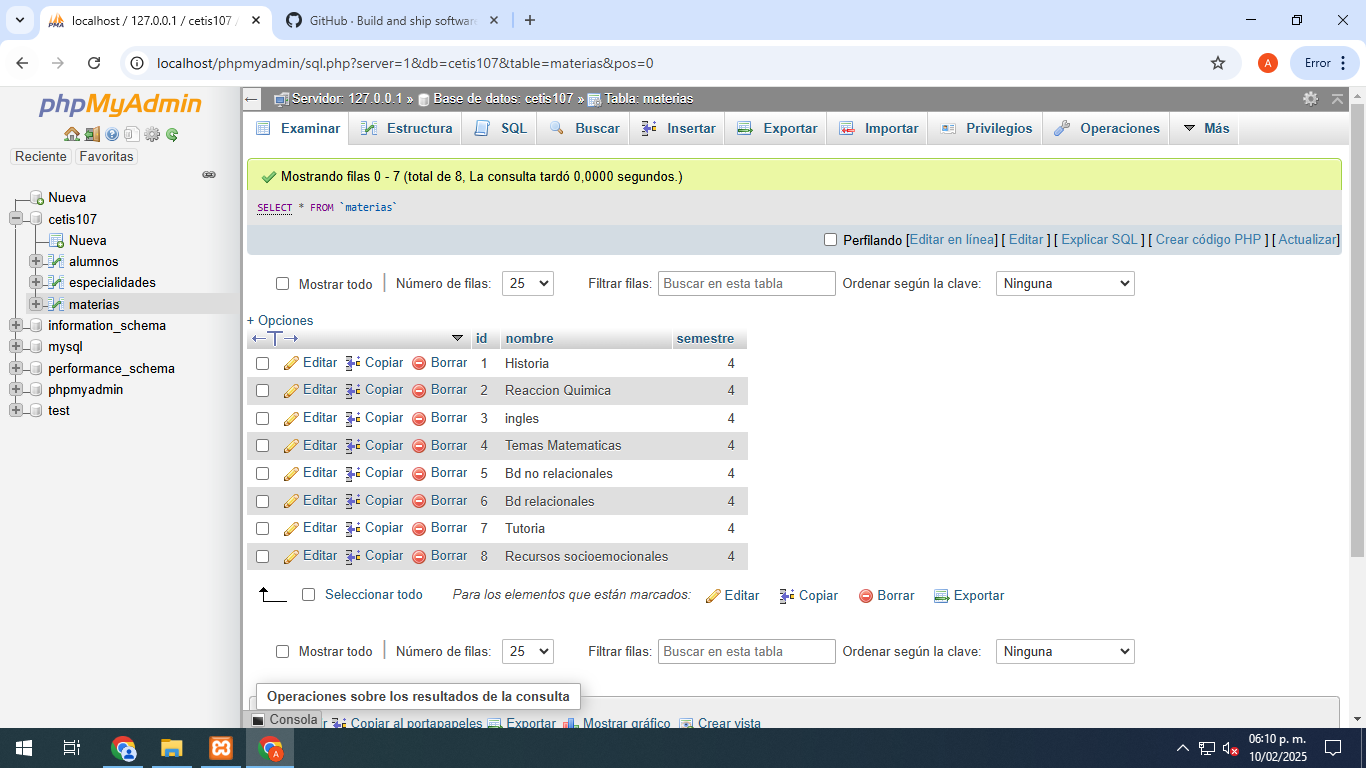 localhost / 127.0.0.1 / cetis107
GitHub · Build and ship software
localhost/phpmyadmin/sql.php?server=1&db=cetis107&table=materias&pos=0
A
Error
phpMyAdmin
Reciente Favoritas
Nueva
cetis107
Nueva
alumnos
especialidades
materias
information_schema
mysql
performance_schema
phpmyadmin
test
Servidor: 127.0.0.1 » Base de datos: cetis107 » Tabla: materias
Examinar Estructura SQL Buscar Insertar Exportar Importar Privilegios Operaciones Más
Mostrando filas 0 - 7 (total de 8, La consulta tardó 0,0000 segundos.)
SELECT * FROM `materias`
Perfilando [Editar en línea] [ Editar ] [ Explicar SQL ] [ Crear código PHP ] [ Actualizar]
Mostrar todo | Número de filas: 25 Filtrar filas: Buscar en esta tabla Ordenar según la clave: Ninguna
+ Opciones
←T→ id nombre semestre
Editar Copiar Borrar 1 Historia 4
Editar Copiar Borrar 2 Reaccion Quimica 4
Editar Copiar Borrar 3 ingles 4
Editar Copiar Borrar 4 Temas Matematicas 4
Editar Copiar Borrar 5 Bd no relacionales 4
Editar Copiar Borrar 6 Bd relacionales 4
Editar Copiar Borrar 7 Tutoria 4
Editar Copiar Borrar 8 Recursos socioemocionales 4
Seleccionar todo Para los elementos que están marcados: Editar Copiar Borrar Exportar
Mostrar todo | Número de filas: 25 Filtrar filas: Buscar en esta tabla Ordenar según la clave: Ninguna
Operaciones sobre los resultados de la consulta
Consola
Copiar al portapapeles Exportar Mostrar gráfico Crear vista
06:10 p. m.
10/02/2025